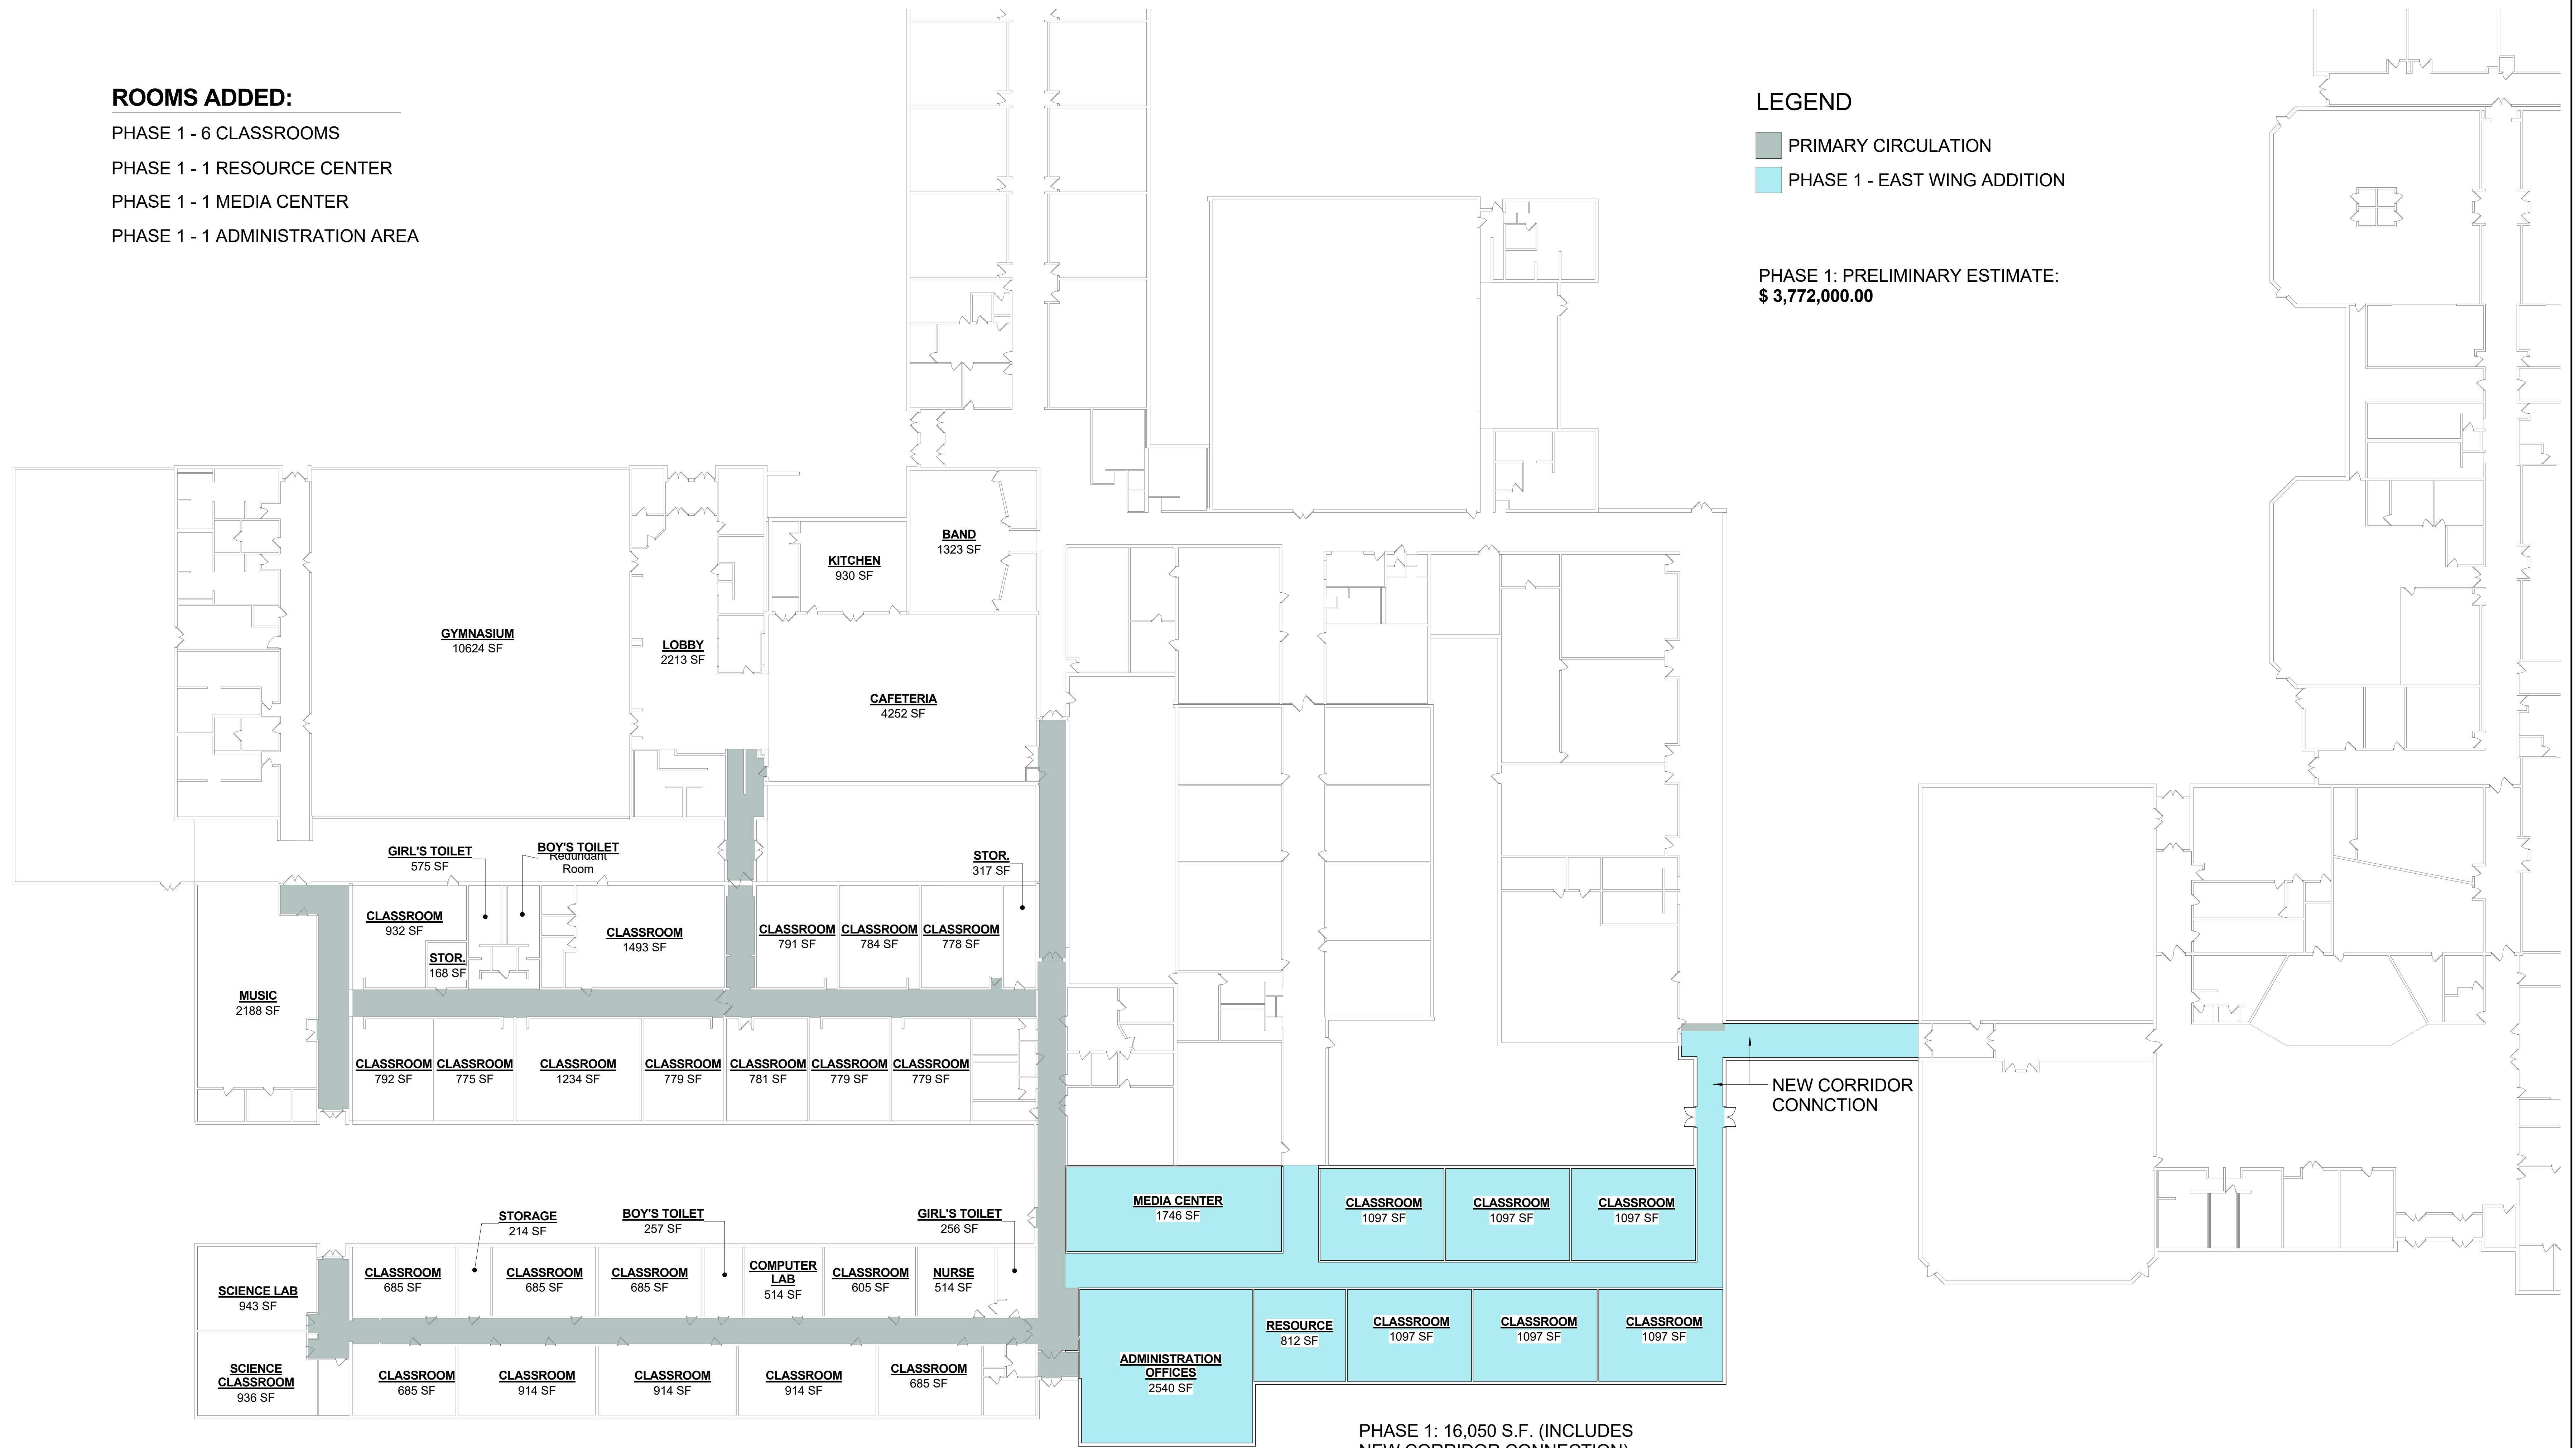 ROOMS ADDED:
PHASE 1 - 6 CLASSROOMS
PHASE 1 - 1 RESOURCE CENTER
PHASE 1 - 1 MEDIA CENTER
PHASE 1 - 1 ADMINISTRATION AREA
LEGEND
PRIMARY CIRCULATION
PHASE 1 - EAST WING ADDITION
PHASE 1: PRELIMINARY ESTIMATE:
$ 3,772,000.00
BAND
1323 SF
KITCHEN
930 SF
GYMNASIUM
10624 SF
LOBBY
2213 SF
CAFETERIA
4252 SF
GIRL'S TOILET
575 SF
BOY'S TOILET
Redundant
Room
STOR.
317 SF
CLASSROOM
932 SF
STOR.
168 SF
CLASSROOM
1493 SF
CLASSROOM
791 SF
CLASSROOM
784 SF
CLASSROOM
778 SF
MUSIC
2188 SF
CLASSROOM
792 SF
CLASSROOM
775 SF
CLASSROOM
1234 SF
CLASSROOM
779 SF
CLASSROOM
781 SF
CLASSROOM
779 SF
CLASSROOM
779 SF
NEW CORRIDOR
CONNCTION
STORAGE
214 SF
BOY'S TOILET
257 SF
GIRL'S TOILET
256 SF
MEDIA CENTER
1746 SF
CLASSROOM
1097 SF
CLASSROOM
1097 SF
CLASSROOM
1097 SF
SCIENCE LAB
943 SF
CLASSROOM
685 SF
CLASSROOM
685 SF
CLASSROOM
685 SF
COMPUTER
LAB
514 SF
CLASSROOM
605 SF
NURSE
514 SF
SCIENCE
CLASSROOM
936 SF
CLASSROOM
685 SF
CLASSROOM
914 SF
CLASSROOM
914 SF
CLASSROOM
914 SF
CLASSROOM
685 SF
ADMINISTRATION
OFFICES
2540 SF
RESOURCE
812 SF
CLASSROOM
1097 SF
CLASSROOM
1097 SF
CLASSROOM
1097 SF
PHASE 1: 16,050 S.F. (INCLUDES
NEW CORRIDOR CONNECTION)